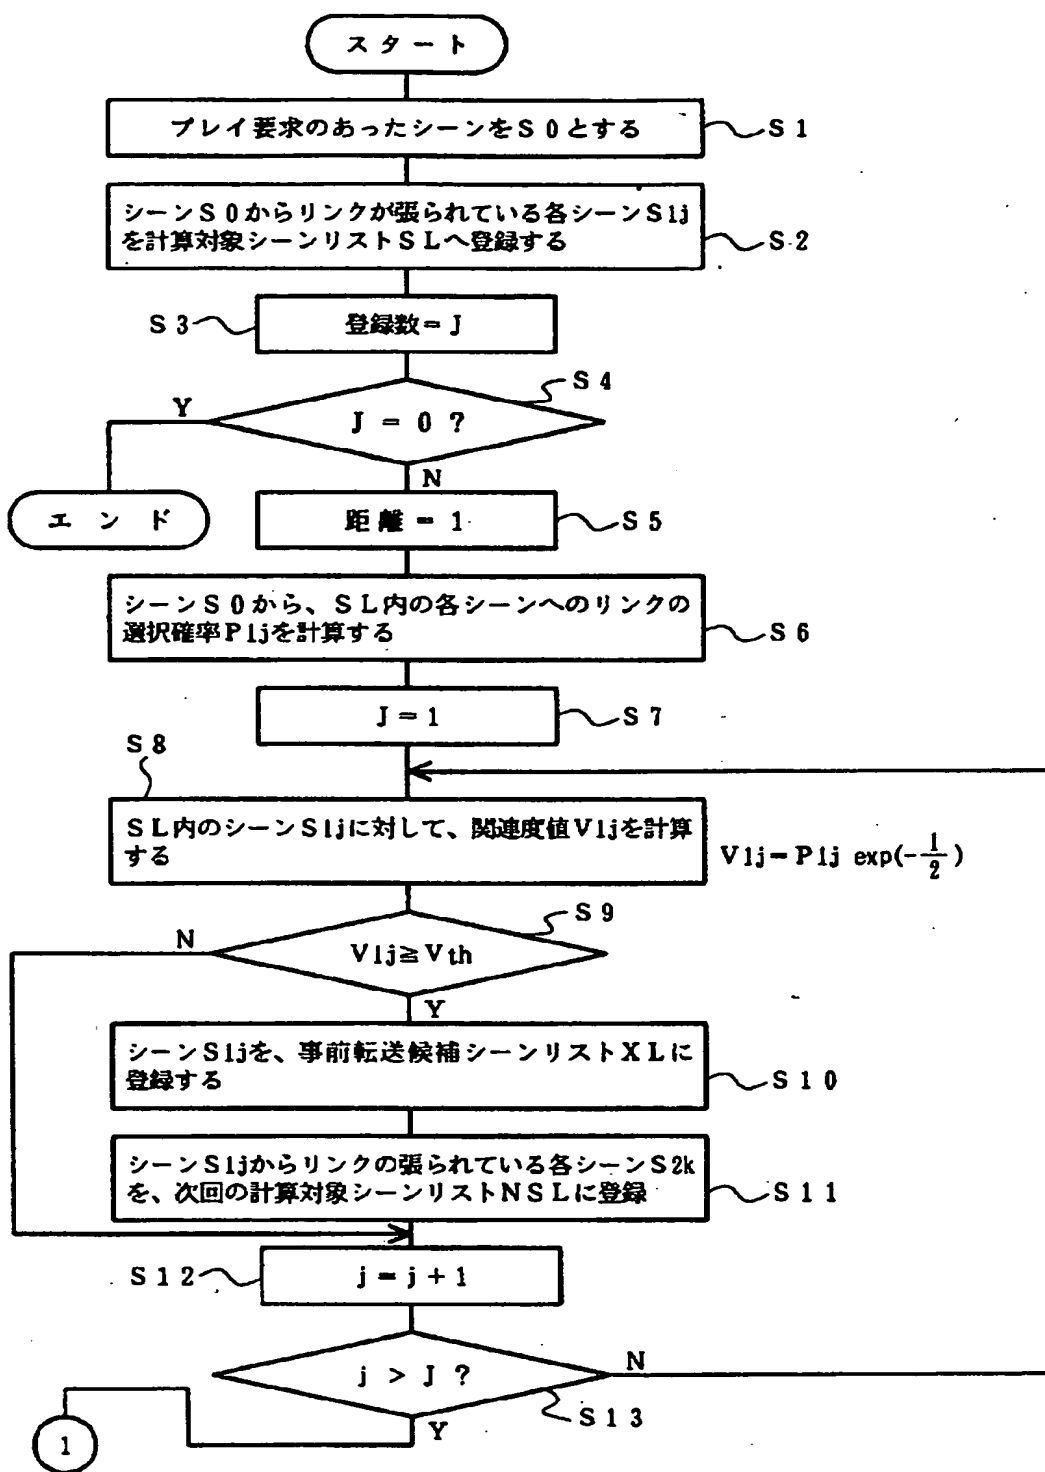 スタート
プレイ要求のあったシーンをS0とする
S1
シーンS0からリンクが張られている各シーンS1j
を計算対象シーンリストSLへ登録する
S2
S3
登録数=J
S4
Y
J = 0 ?
N
エンド
距離 = 1
S5
シーンS0から、SL内の各シーンへのリンクの
選択確率P1jを計算する
S6
J=1
S7
S8
SL内のシーンS1jに対して、関連度値V1jを計算
する
V1j=P1j exp(-1/2)
S9
N
V1j≧Vth
Y
シーンS1jを、事前転送候補シーンリストXLに
登録する
S10
シーンS1jからリンクの張られている各シーンS2k
を、次回の計算対象シーンリストNSLに登録
S11
S12
j=j+1
j > J ?
N
S13
Y
1